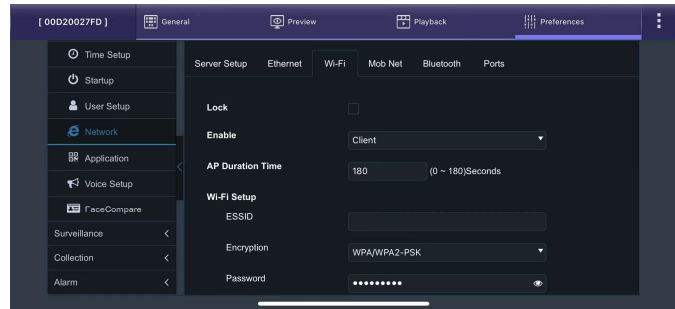 [ 00D20027FD ] General Preview Playback Preferences
Time Setup
Startup
User Setup
Network
Application
Voice Setup
FaceCompare
Surveillance
Collection
Alarm
Server Setup Ethernet Wi-Fi Mob Net Bluetooth Ports
Lock
Enable Client
AP Duration Time 180 (0 ~ 180)Seconds
Wi-Fi Setup
ESSID
Encryption WPA/WPA2-PSK
Password •••••••••